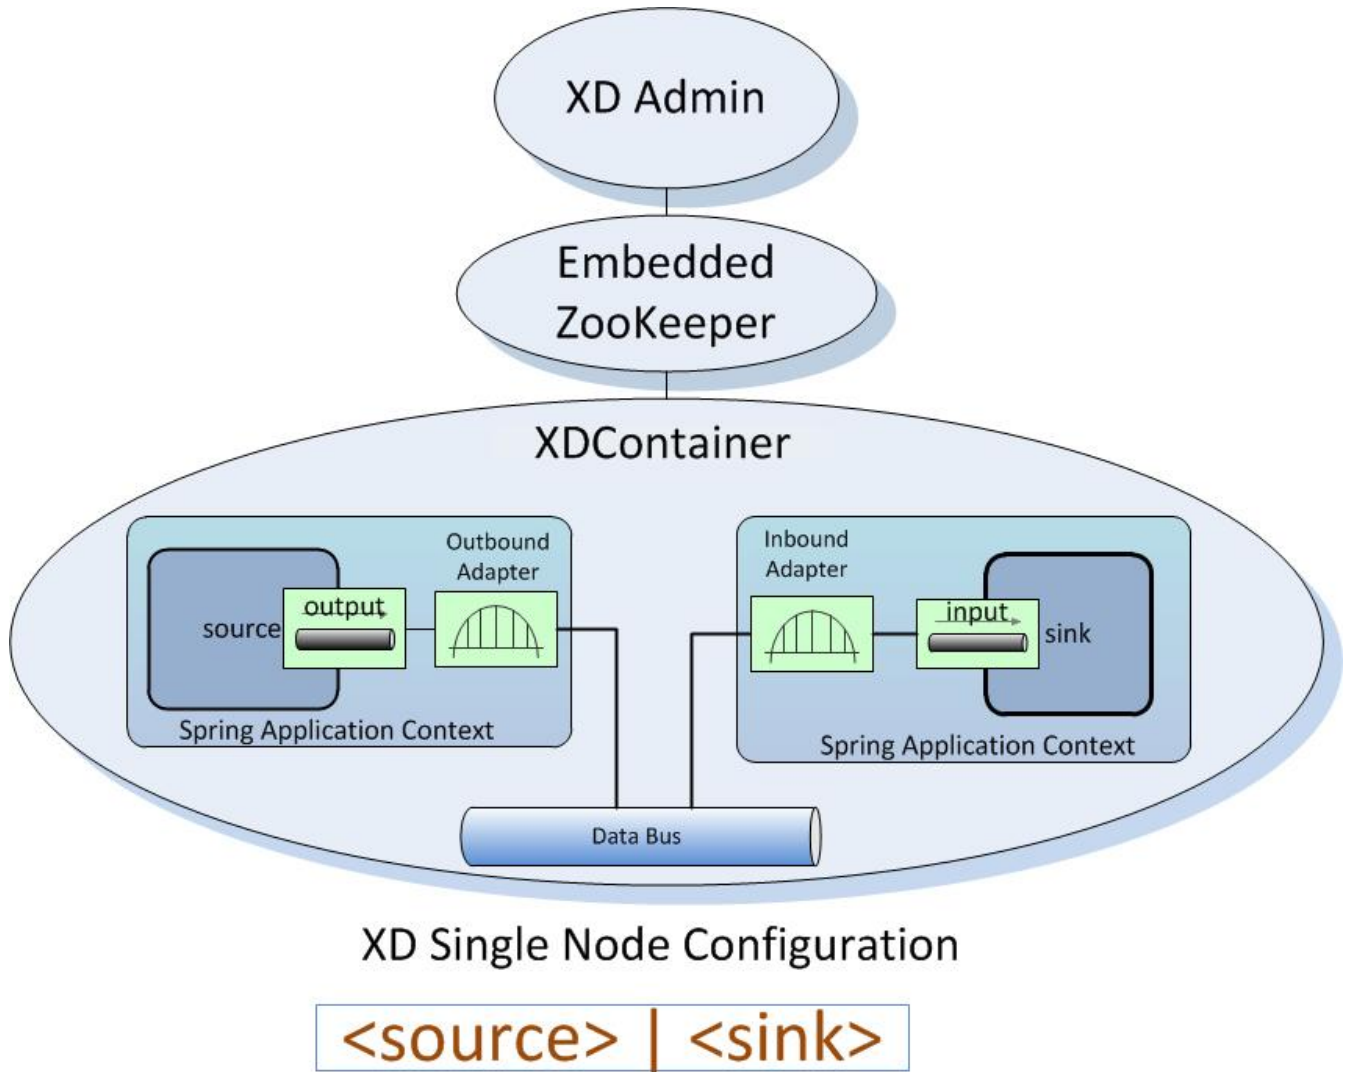 XD Admin
Embedded
ZooKeeper
XDContainer
Outbound
Adapter
output
source
Spring Application Context
Inbound
Adapter
input
sink
Spring Application Context
Data Bus
XD Single Node Configuration
<source> | <sink>